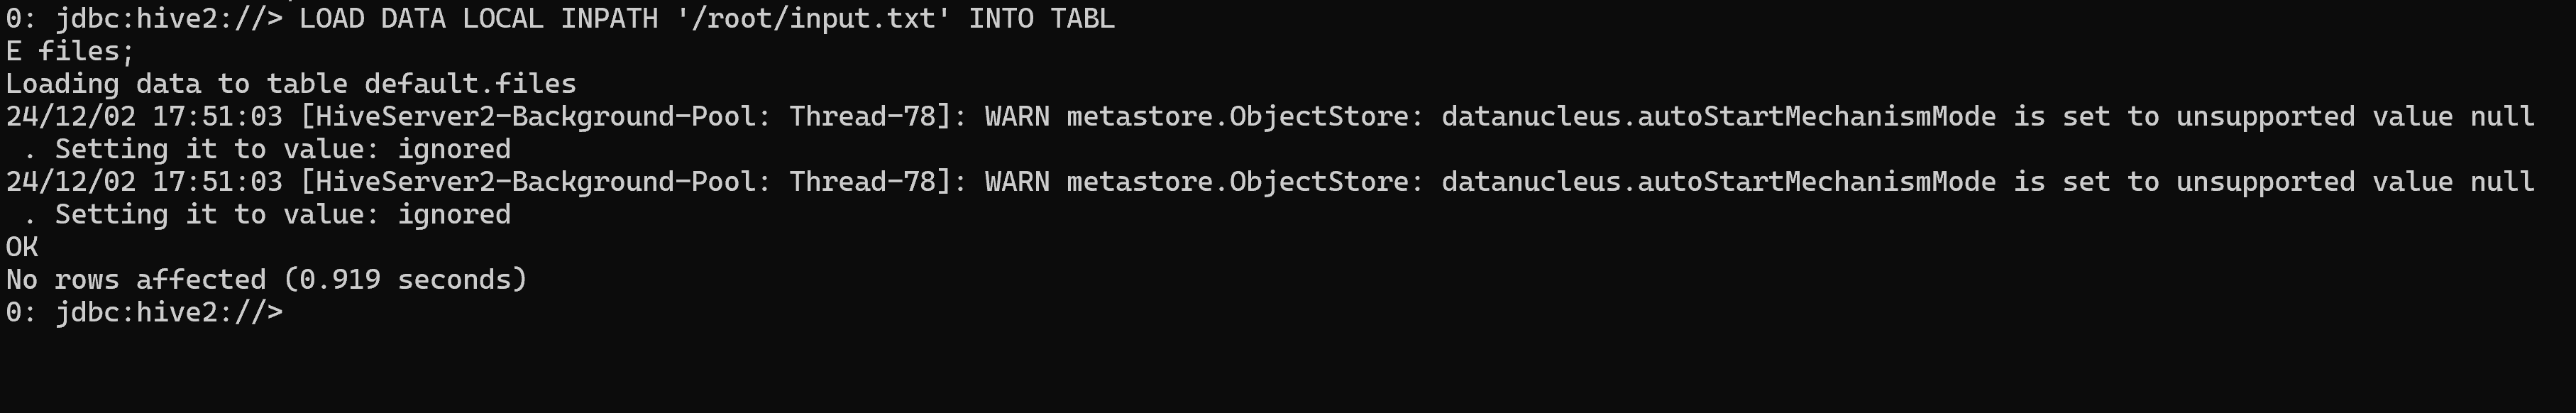 0: jdbc:hive2://> LOAD DATA LOCAL INPATH '/root/input.txt' INTO TABL
E files;
Loading data to table default.files
24/12/02 17:51:03 [HiveServer2-Background-Pool: Thread-78]: WARN metastore.ObjectStore: datanucleus.autoStartMechanismMode is set to unsupported value null
 . Setting it to value: ignored
24/12/02 17:51:03 [HiveServer2-Background-Pool: Thread-78]: WARN metastore.ObjectStore: datanucleus.autoStartMechanismMode is set to unsupported value null
 . Setting it to value: ignored
OK
No rows affected (0.919 seconds)
0: jdbc:hive2://>